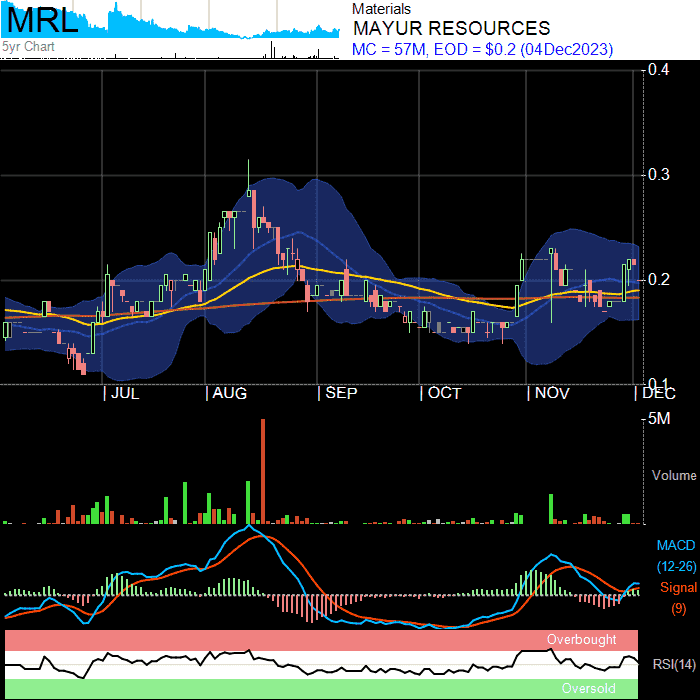 MRL
5yr Chart
Materials
MAYUR RESOURCES
MC = 57M, EOD = $0.2 (04Dec2023)
0.4
0.3
0.2
0.1
JUL
AUG
SEP
OCT
NOV
DEC
5M
Volume
MACD
(12-26)
Signal
(9)
Overbought
RSI(14)
Oversold